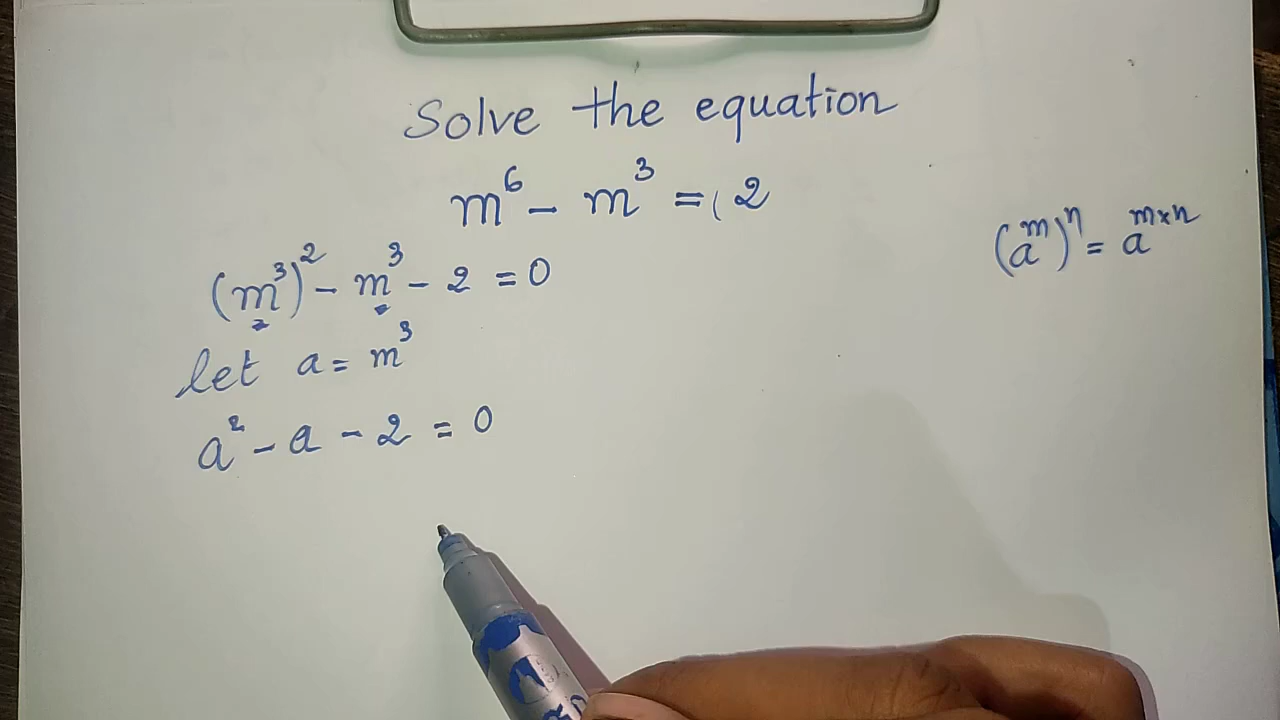 Solve the equation
m⁶ - m³ = 2
(m³)² - m³ - 2 = 0
(aᵐ)ⁿ = aᵐˣⁿ
let a = m³
a² - a - 2 = 0